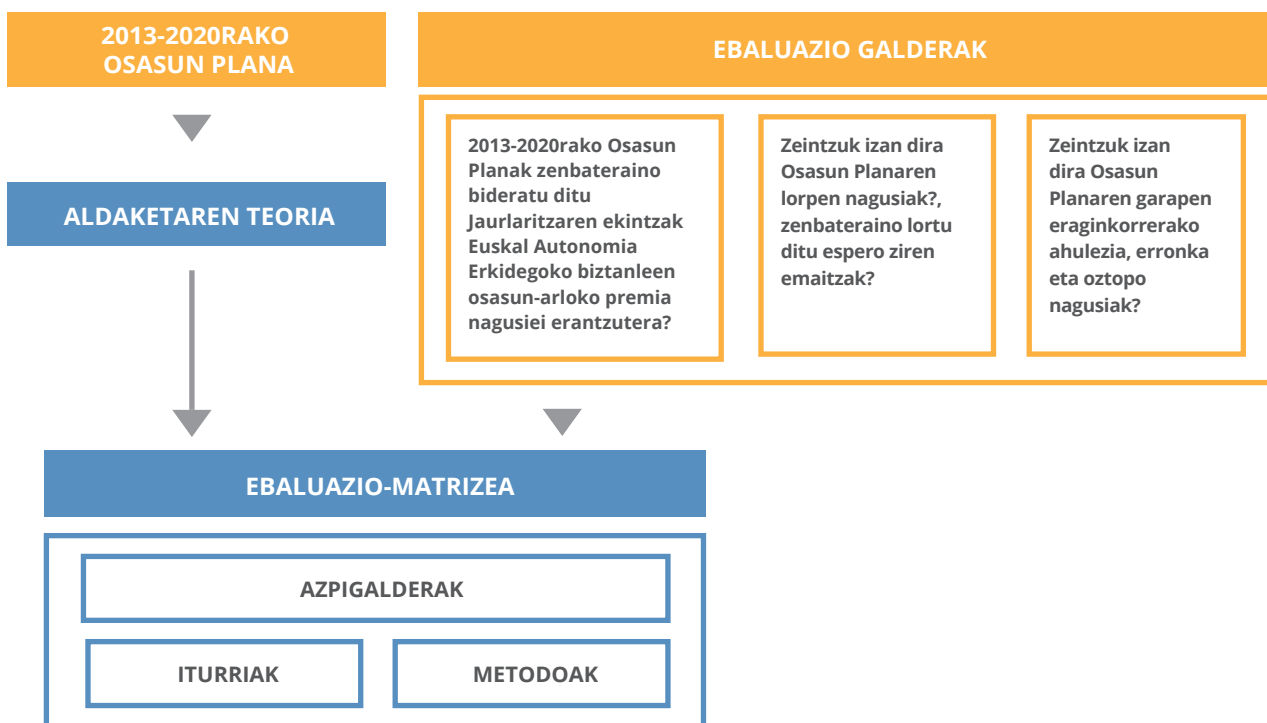 2013-2020RAKO
OSASUN PLANA
ALDAKETAREN TEORIA
EBALUAZIO GALDERAK
2013-2020rako Osasun
Planak zenbateraino
bideratu ditu
Jaurlaritzaren ekintzak
Euskal Autonomia
Erkidegoko biztanleen
osasun-arloko premia
nagusiei erantzutera?
Zeintzuk izan dira
Osasun Planaren
lorpen nagusiak?,
zenbateraino lortu
ditu espero ziren
emaitzak?
Zeintzuk izan
dira Osasun
Planaren garapen
eraginkorrerako
ahulezia, erronka
eta oztopo
nagusiak?
EBALUAZIO-MATRIZEA
AZPIGALDERAK
ITURRIAK
METODOAK